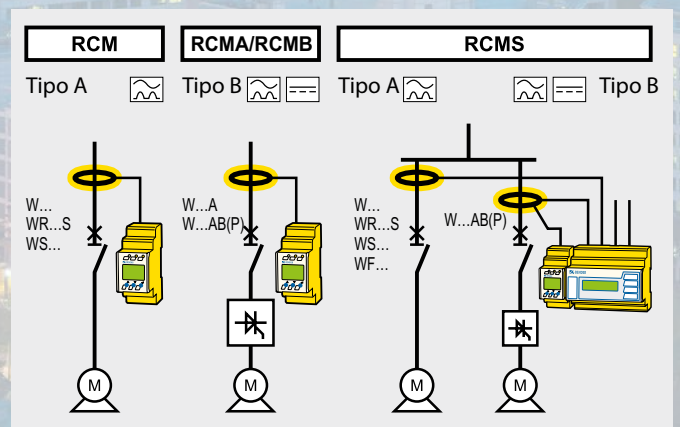 RCM
RCMA/RCMB
RCMS
Tipo A
Tipo B
Tipo A
Tipo B
W...
WR...S
WS...
W...A
W...AB(P)
W...
WR...S
WS...
WF...
W...AB(P)
M
M
M
M